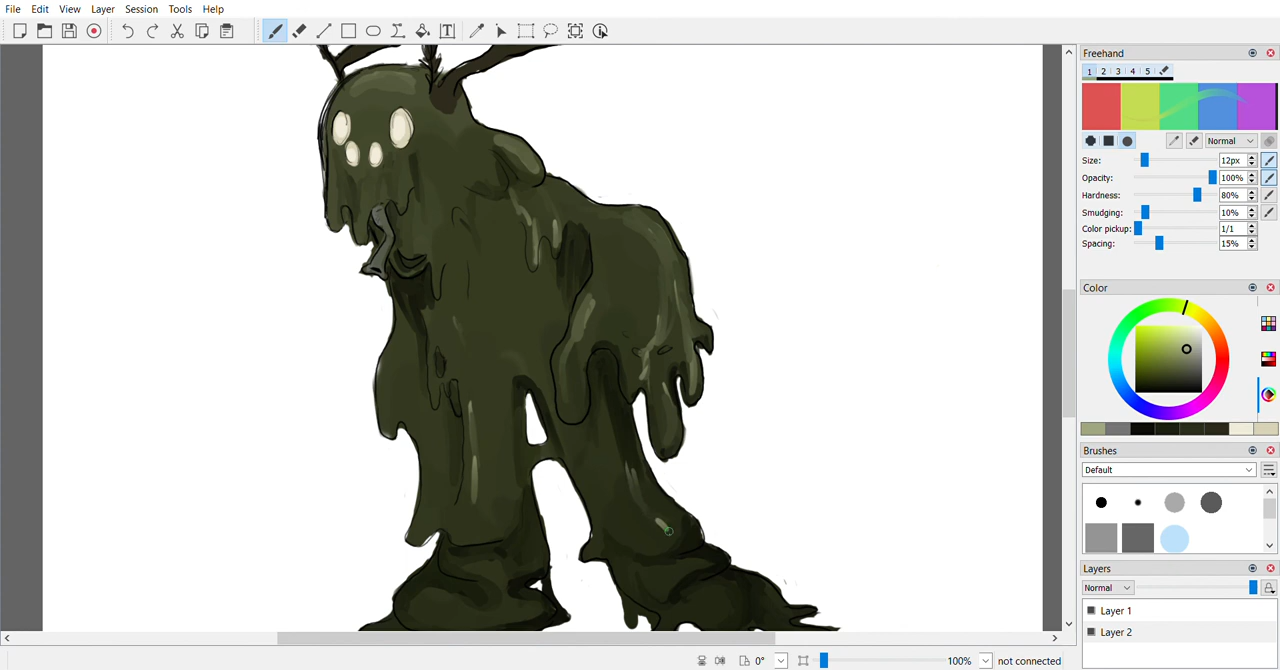 File Edit View Layer Session Tools Help
Freehand
1 2 3 4 5
Normal
Size: 12px
Opacity: 100%
Hardness: 80%
Smudging: 10%
Color pickup: 1/1
Spacing: 15%
Color
Brushes
Default
Layers
Normal
Layer 1
Layer 2
0° 100% not connected